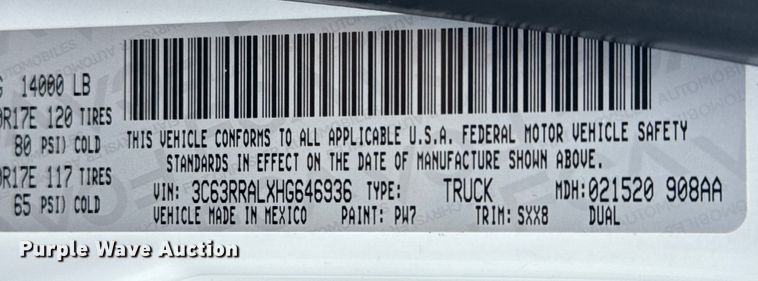 14000 LB
R17E 120 TIRES
80 PSI) COLD
R17E 117 TIRES
65 PSI) COLD
THIS VEHICLE CONFORMS TO ALL APPLICABLE U.S.A. FEDERAL MOTOR VEHICLE SAFETY
STANDARDS IN EFFECT ON THE DATE OF MANUFACTURE SHOWN ABOVE.
VIN: 3C63RRALXHG646936 TYPE: TRUCK MDH:021520 908AA
VEHICLE MADE IN MEXICO PAINT: PW7 TRIM: SXX8 DUAL
Purple Wave Auction